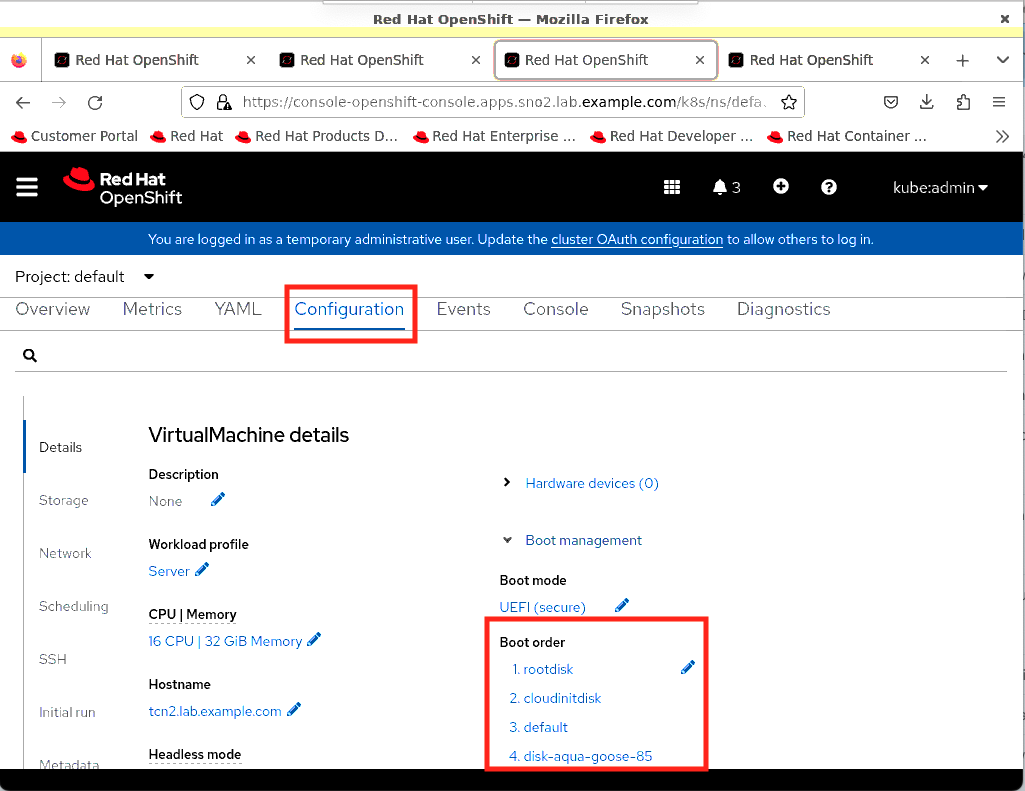 Red Hat OpenShift — Mozilla Firefox
Red Hat OpenShift
Red Hat OpenShift
Red Hat OpenShift
Red Hat OpenShift
https://console-openshift-console.apps.sno2.lab.example.com/k8s/ns/defa
Customer Portal
Red Hat
Red Hat Products D...
Red Hat Enterprise ...
Red Hat Developer ...
Red Hat Container ...
Red Hat
OpenShift
3
kube:admin
You are logged in as a temporary administrative user. Update the cluster OAuth configuration to allow others to log in.
Project: default
Overview
Metrics
YAML
Configuration
Events
Console
Snapshots
Diagnostics
Details
Storage
Network
Scheduling
SSH
Initial run
Metadata
VirtualMachine details
Description
None
Workload profile
Server
CPU | Memory
16 CPU | 32 GiB Memory
Hostname
tcn2.lab.example.com
Headless mode
Hardware devices (0)
Boot management
Boot mode
UEFI (secure)
Boot order
1. rootdisk
2. cloudinitdisk
3. default
4. disk-aqua-goose-85